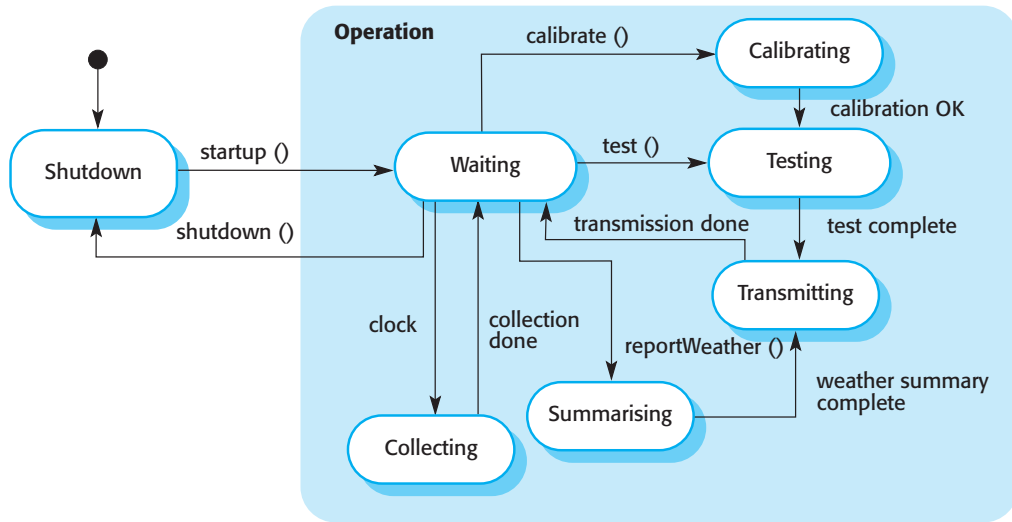 Operation
calibrate ()
Calibrating
calibration OK
Shutdown
startup ()
Waiting
test ()
Testing
shutdown ()
transmission done
test complete
Transmitting
clock
collection
done
reportWeather ()
weather summary
complete
Summarising
Collecting